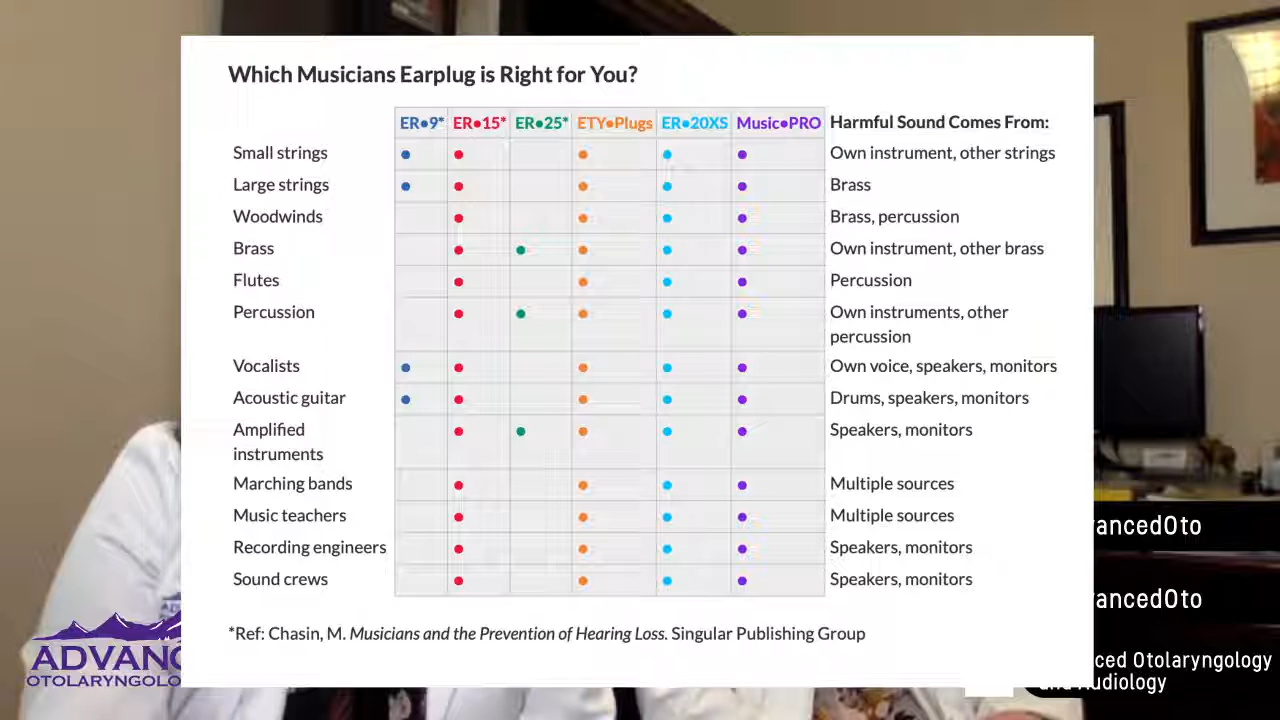 Which Musicians Earplug is Right for You?
ER●9* ER●15* ER●25* ETY●Plugs ER●20XS Music●PRO Harmful Sound Comes From:
Small strings ● ● ● ● ● Own instrument, other strings
Large strings ● ● ● ● ● Brass
Woodwinds ● ● ● ● Brass, percussion
Brass ● ● ● ● ● Own instrument, other brass
Flutes ● ● ● ● Percussion
Percussion ● ● ● ● ● Own instruments, other
percussion
Vocalists ● ● ● ● ● Own voice, speakers, monitors
Acoustic guitar ● ● ● ● ● Drums, speakers, monitors
Amplified ● ● ● ● ● Speakers, monitors
instruments
Marching bands ● ● ● ● Multiple sources
Music teachers ● ● ● ● Multiple sources
Recording engineers ● ● ● ● Speakers, monitors
Sound crews ● ● ● ● Speakers, monitors
*Ref: Chasin, M. Musicians and the Prevention of Hearing Loss. Singular Publishing Group
ADVANC
OTOLARYNGOLO
vancedOto
vancedOto
ced Otolaryngology
and Audiology